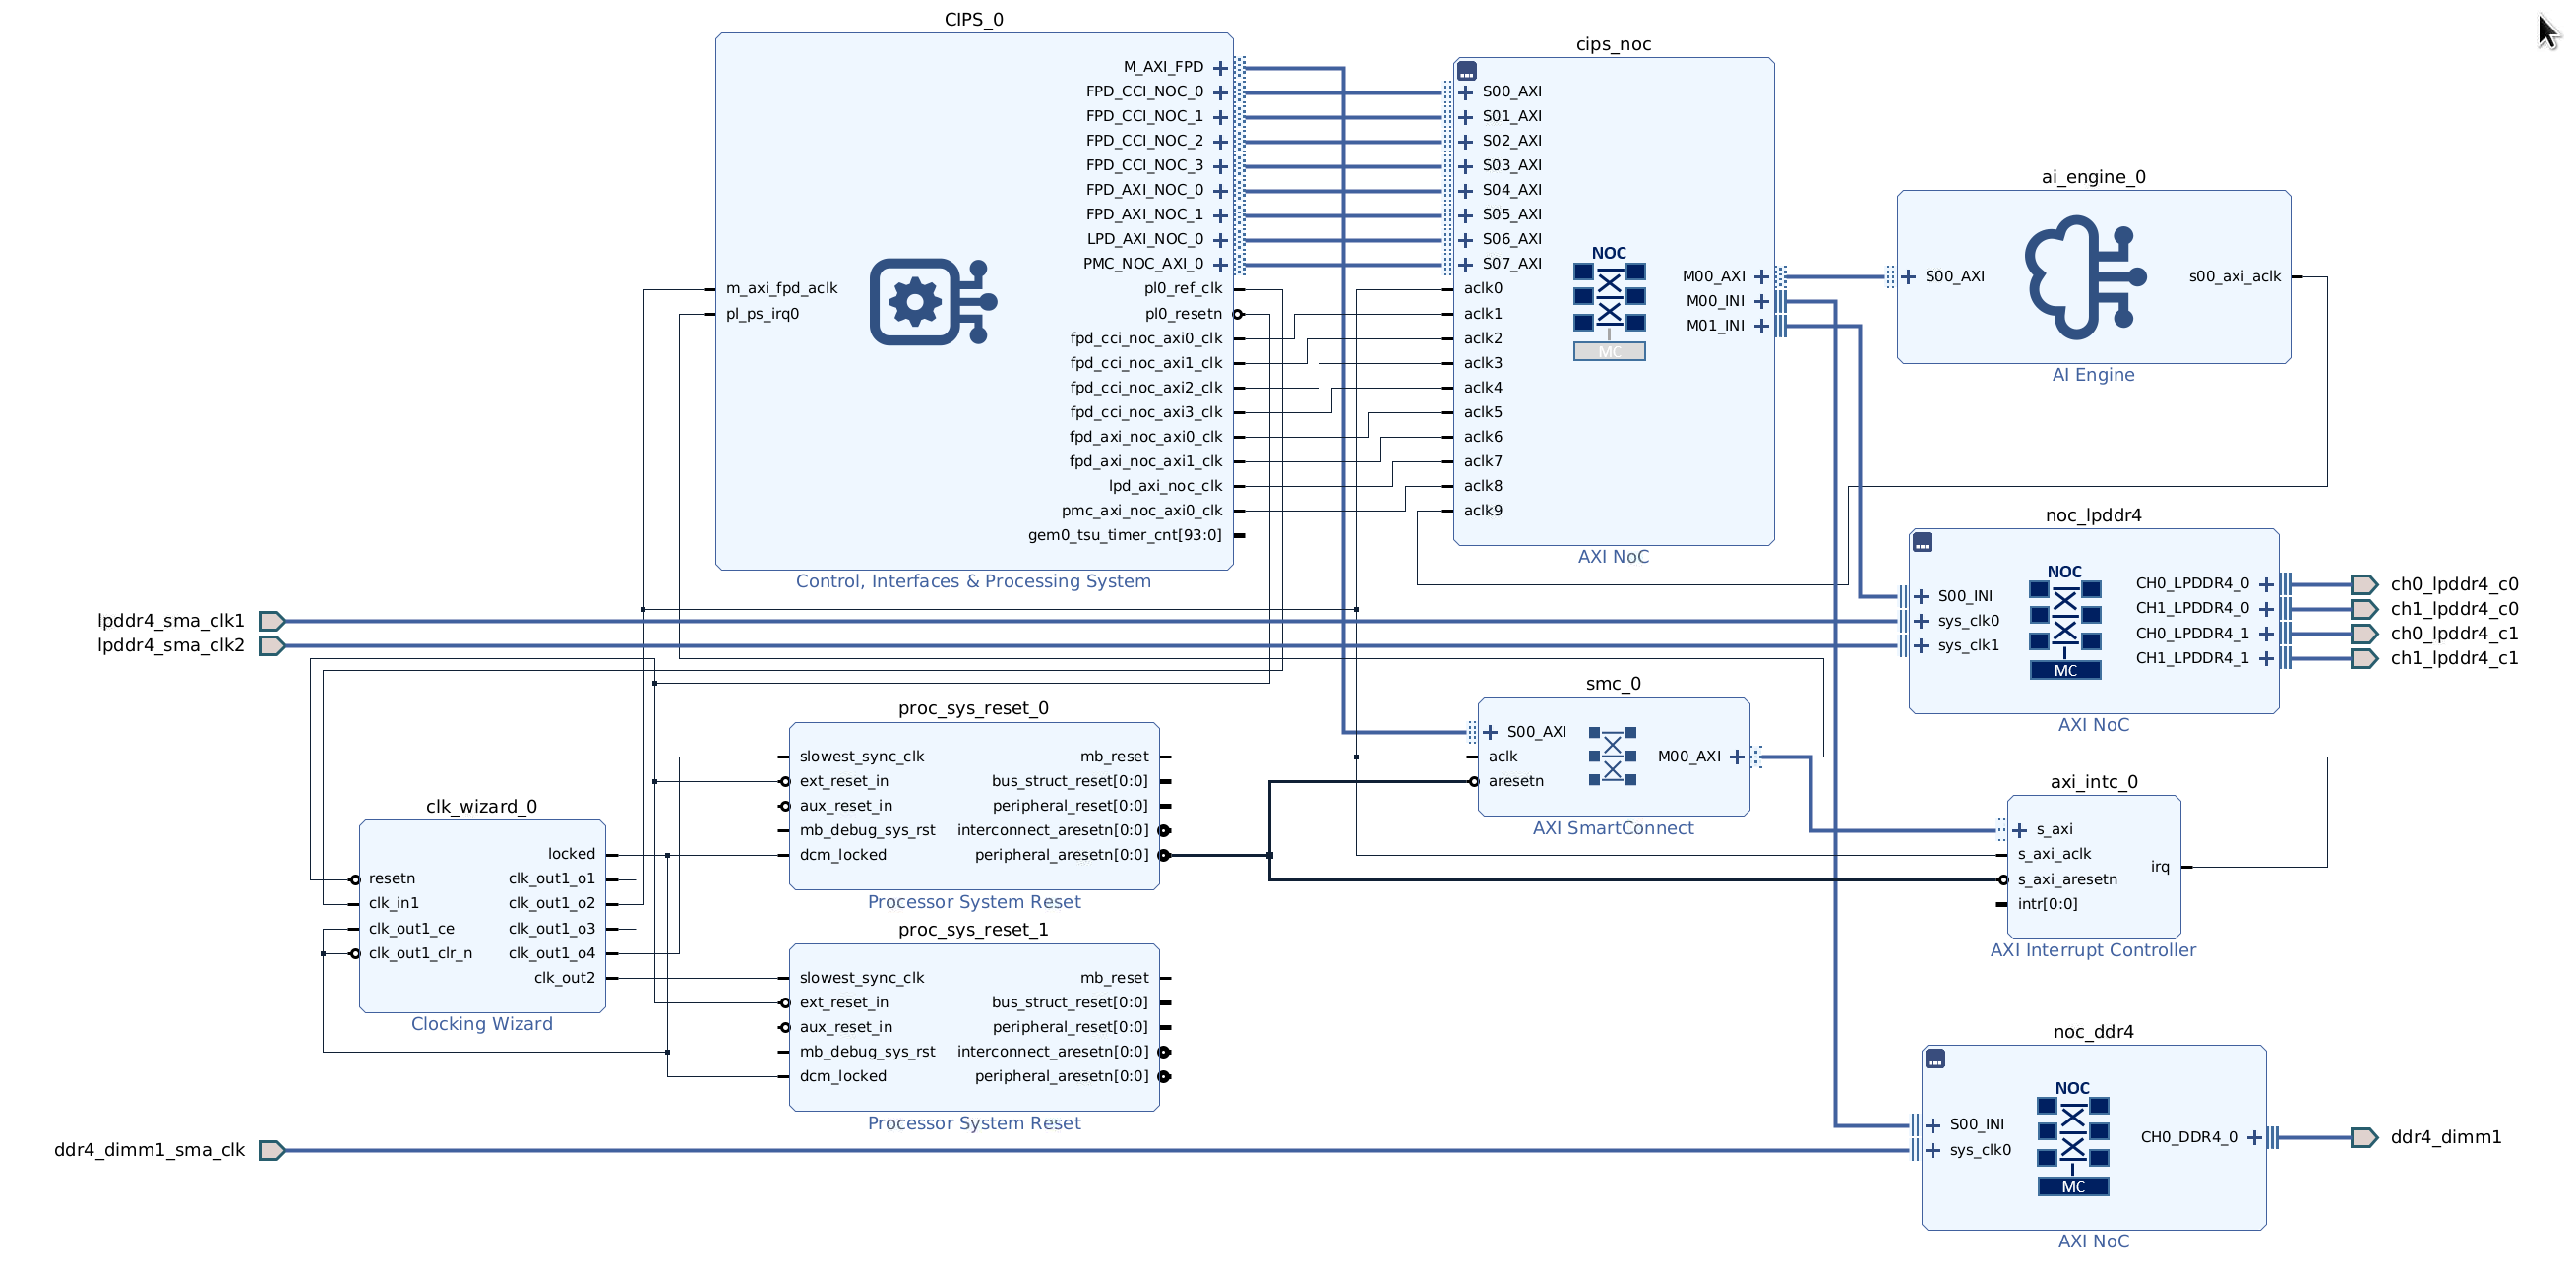 CIPS_0
M_AXI_FPD
FPD_CCI_NOC_0
FPD_CCI_NOC_1
FPD_CCI_NOC_2
FPD_CCI_NOC_3
FPD_AXI_NOC_0
FPD_AXI_NOC_1
LPD_AXI_NOC_0
PMC_NOC_AXI_0
m_axi_fpd_aclk
pl_ps_irq0
pl0_ref_clk
pl0_resetn
fpd_cci_noc_axi0_clk
fpd_cci_noc_axi1_clk
fpd_cci_noc_axi2_clk
fpd_cci_noc_axi3_clk
fpd_axi_noc_axi0_clk
fpd_axi_noc_axi1_clk
lpd_axi_noc_clk
pmc_axi_noc_axi0_clk
gem0_tsu_timer_cnt[93:0]
Control, Interfaces & Processing System
cips_noc
S00_AXI
S01_AXI
S02_AXI
S03_AXI
S04_AXI
S05_AXI
S06_AXI
S07_AXI
aclk0
aclk1
aclk2
aclk3
aclk4
aclk5
aclk6
aclk7
aclk8
aclk9
NOC
MC
M00_AXI
M00_INI
M01_INI
AXI NoC
ai_engine_0
S00_AXI
s00_axi_aclk
AI Engine
noc_lpddr4
S00_INI
sys_clk0
sys_clk1
NOC
MC
CH0_LPDDR4_0
CH1_LPDDR4_0
CH0_LPDDR4_1
CH1_LPDDR4_1
AXI NoC
ch0_lpddr4_c0
ch1_lpddr4_c0
ch0_lpddr4_c1
ch1_lpddr4_c1
lpddr4_sma_clk1
lpddr4_sma_clk2
proc_sys_reset_0
slowest_sync_clk
ext_reset_in
aux_reset_in
mb_debug_sys_rst
dcm_locked
mb_reset
bus_struct_reset[0:0]
peripheral_reset[0:0]
interconnect_aresetn[0:0]
peripheral_aresetn[0:0]
Processor System Reset
smc_0
S00_AXI
aclk
aresetn
M00_AXI
AXI SmartConnect
axi_intc_0
s_axi
s_axi_aclk
s_axi_aresetn
intr[0:0]
irq
AXI Interrupt Controller
clk_wizard_0
resetn
clk_in1
clk_out1_ce
clk_out1_clr_n
locked
clk_out1_o1
clk_out1_o2
clk_out1_o3
clk_out1_o4
clk_out2
Clocking Wizard
proc_sys_reset_1
slowest_sync_clk
ext_reset_in
aux_reset_in
mb_debug_sys_rst
dcm_locked
mb_reset
bus_struct_reset[0:0]
peripheral_reset[0:0]
interconnect_aresetn[0:0]
peripheral_aresetn[0:0]
Processor System Reset
noc_ddr4
S00_INI
sys_clk0
NOC
MC
CH0_DDR4_0
AXI NoC
ddr4_dimm1_sma_clk
ddr4_dimm1